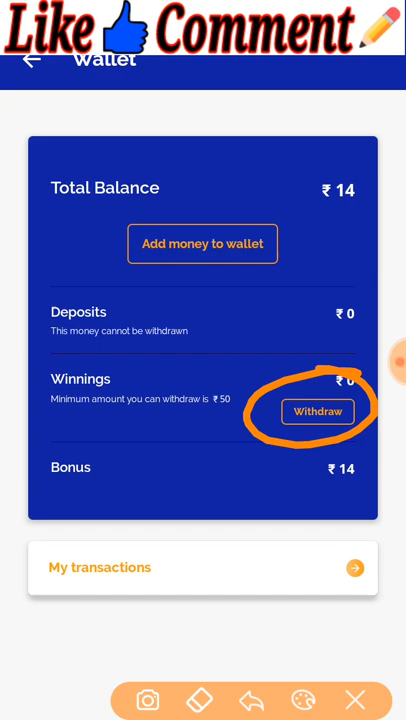 Like Comment
Wallet
Total Balance ₹ 14
Add money to wallet
Deposits ₹ 0
This money cannot be withdrawn
Winnings ₹ 0
Minimum amount you can withdraw is ₹ 50
Withdraw
Bonus ₹ 14
My transactions